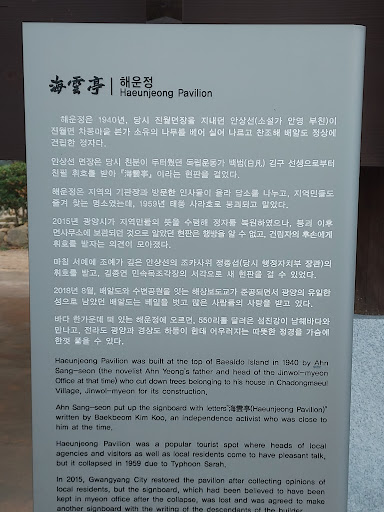 海雲亭 | 해운정
Haeunjeong Pavilion
해운정은 1940년, 당시 진월면장을 지내던 안상선(소설가 안영 부친)이
진월면 차동마을 본가 소유의 나무를 베어 실어 나르고 찬조해 배알도 정상에
건립한 정자다.
안상선 면장은 당시 친분이 두터웠던 독립운동가 백범(白凡) 김구 선생으로부터
친필 휘호를 받아 「海雲亭」 이라는 현판을 걸었다.
해운정은 지역의 기관장과 방문한 인사들이 올라 담소를 나누고, 지역민들도
즐겨 찾는 명소였는데, 1959년 태풍 사라호로 붕괴되고 말았다.
2015년 광양시가 지역민들의 뜻을 수렴해 정자를 복원하였으나, 붕괴 이후
면사무소에 보관되던 것으로 알았던 현판은 행방을 알 수 없고, 건립자의 후손에게
휘호를 받자는 의견이 모아졌다.
마침 서예에 조예가 깊은 안상선의 조카사위 정종섭(당시 행정자치부 장관)의
휘호를 받고, 김종연 민속목조각장의 서각으로 새 현판을 걸 수 있었다.
배알도와 수변공원을 잇는 해상보도교가 준공되면서 광양의 유일한
섬으로 남았던 배알도는 베일을 벗고 많은 사람들의 사랑을 받고 있다.
바다 한가운데 떠 있는 해운정에 오르면, 550리를 달려온 섬진강이 남해바다와
만나고, 전라도 광양과 경상도 하동이 함께 어우러지는 따뜻한 정경을 가슴에
한껏 품을 수 있다.
Haeunjeong Pavilion was built at the top of Baealdo Island in 1940 by Ahn
Sang-seon (the novelist Ahn Yeong's father and heed of the Jinwol-myeon
Office at that time) who cut down trees belonging to his house in Chadongmaeul
Village, Jinwol-myeon for its construction.
Ahn Sang-seon put up the signboard with letters"海雲亭(Haeunjeong Pavilion)"
written by Baekbeom Kim Koo, an independence activist who was close to
him at the time.
Haeunjeong Pavilion was a popular tourist spot where heads of local
agencies and visitors as well as local residents come to have pleasant talk,
but it collapsed in 1959 due to Typhoon Sarah.
In 2015, Gwangyang City restored the pavilion after collecting opinions of
local residents, but the signboard, which had been believed to have been
kept in myeon office after the collapse, was lost and was agreed to make
another signboard with the writing of the descendants of the builder.